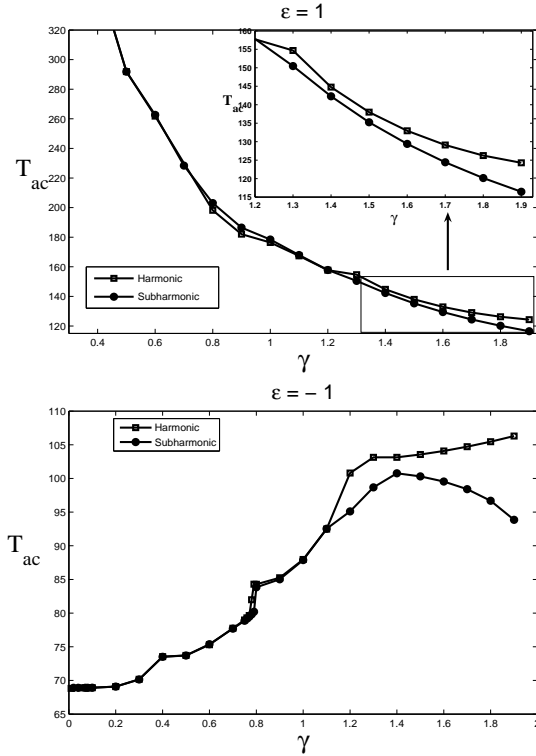 ε = 1
320
300
280
260
240
220
200
180
160
140
120
T_ac
0.4 0.6 0.8 1 1.2 1.4 1.6 1.8
γ
Harmonic
Subharmonic
160
155
150
145
140
135
130
125
120
115
T_ac
1.2 1.3 1.4 1.5 1.6 1.7 1.8 1.9
γ
ε = − 1
110
105
100
95
90
85
80
75
70
65
T_ac
0 0.2 0.4 0.6 0.8 1 1.2 1.4 1.6 1.8 2
γ
Harmonic
Subharmonic